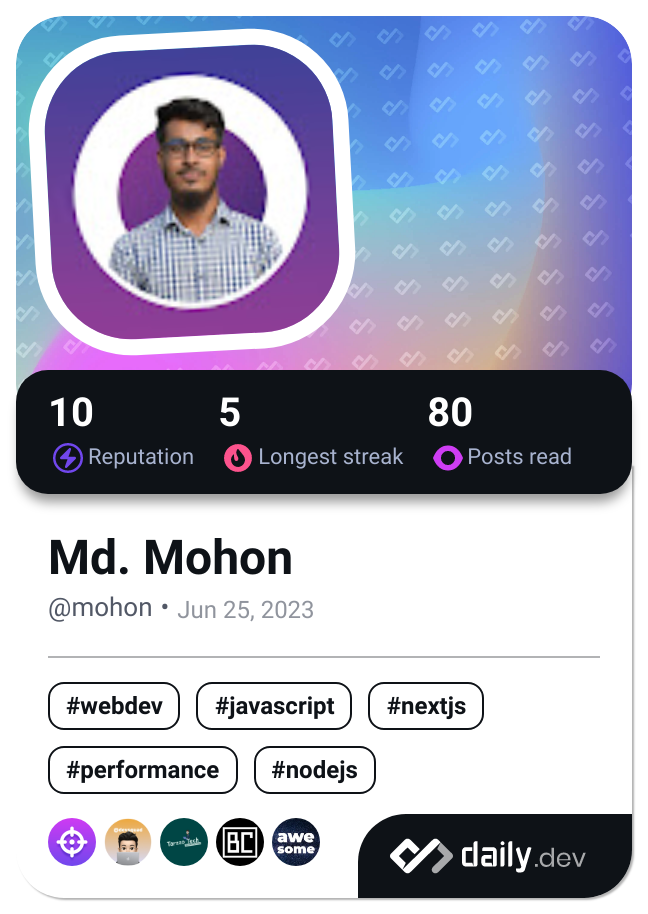 10 5 80
Reputation Longest streak Posts read
Md. Mohon
@mohon • Jun 25, 2023
#webdev #javascript #nextjs
#performance #nodejs
BC awe
some
daily.dev